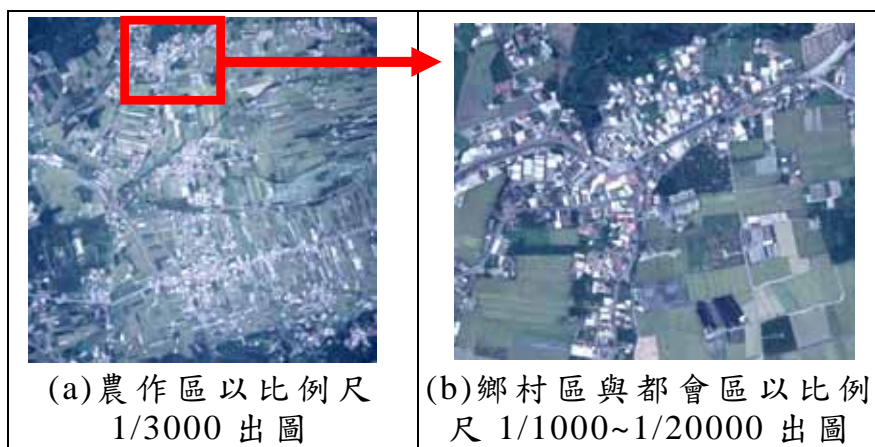 (a)農作區以比例尺
1/3000 出圖
(b)鄉村區與都會區以比例
尺 1/1000~1/20000 出圖